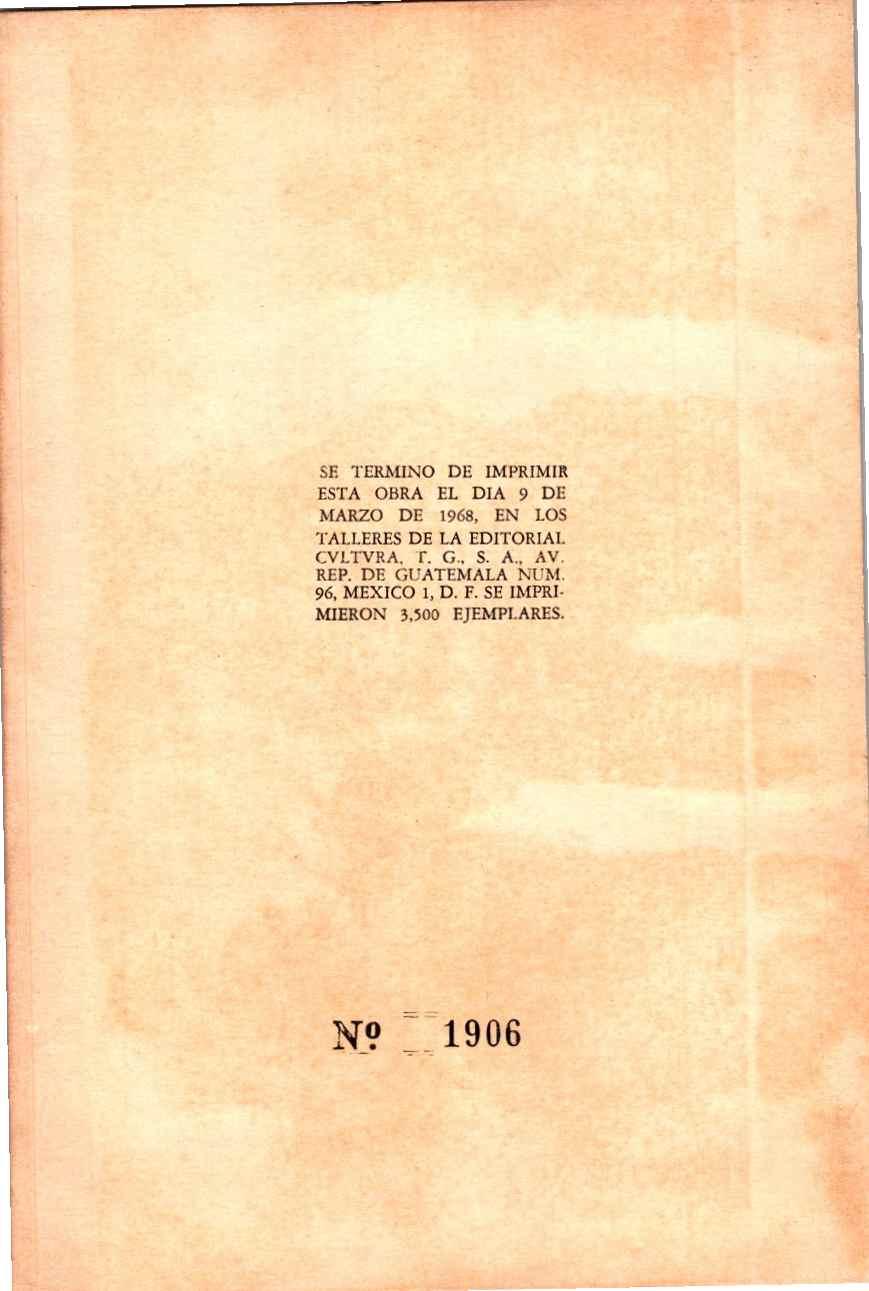 SE TERMINO DE IMPRIMIR
ESTA OBRA EL DIA 9 DE
MARZO DE 1968, EN LOS
TALLERES DE LA EDITORIAL
CVLTVRA, T. G., S. A., AV.
REP. DE GUATEMALA NUM.
96, MEXICO 1, D. F. SE IMPRI-
MIERON 3,500 EJEMPLARES.
Nº 1906